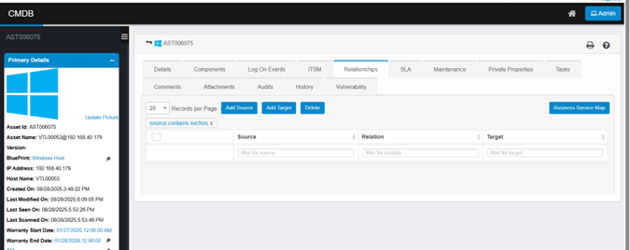 CMDB
Admin
AST006075
Primary Details
Update Picture
Asset Id: AST006075
Asset Name: VTL00053@192.168.40.179
Version:
BluePrint: Windows Host
IP Address: 192.168.40.179
Host Name: VTL00053
Created On: 08/28/2025,3:48:22 PM
Last Modified On: 08/28/2025,6:09:05 PM
Last Seen On: 08/28/2025,5:53:26 PM
Last Scanned On: 08/28/2025,5:53:46 PM
Warranty Start Date: 01/27/2025,12:00:00 AM
Warranty End Date: 01/26/2028,12:00:00
AST006075
Details Components Log On Events ITSM Relationships SLA Maintenance Private Properties Tasks
Comments Attachments Audits History Vulnerability
20 Records per Page Add Source Add Target Delete Business Service Map
source contains svchos x
Source Relation Target
filter for source filter for relation filter for target